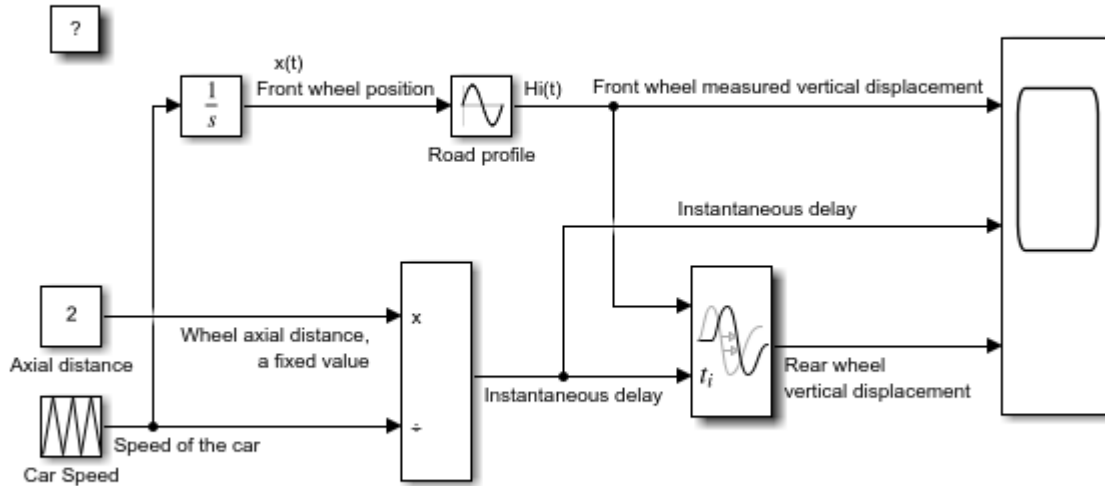 ?
x(t)
Front wheel position
1
s
Hi(t)
Front wheel measured vertical displacement
Road profile
Instantaneous delay
2
x
Axial distance
Wheel axial distance,
a fixed value
t_i
Instantaneous delay
Rear wheel
vertical displacement
÷
Speed of the car
Car Speed